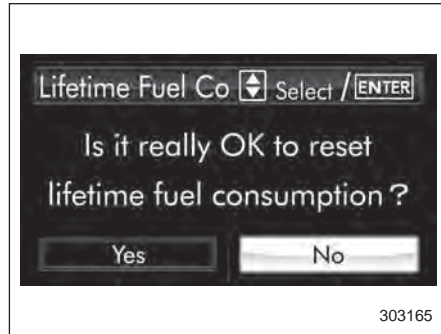 Lifetime Fuel Co Select / ENTER
Is it really OK to reset
lifetime fuel consumption?
Yes No
303165